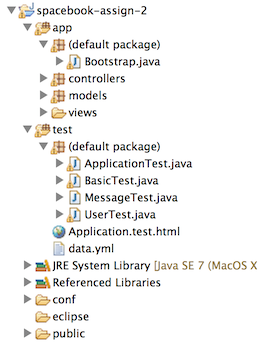 spacebook-assign-2
app
(default package)
Bootstrap.java
controllers
models
views
test
(default package)
ApplicationTest.java
BasicTest.java
MessageTest.java
UserTest.java
Application.test.html
data.yml
JRE System Library [Java SE 7 (MacOS X
Referenced Libraries
conf
eclipse
public